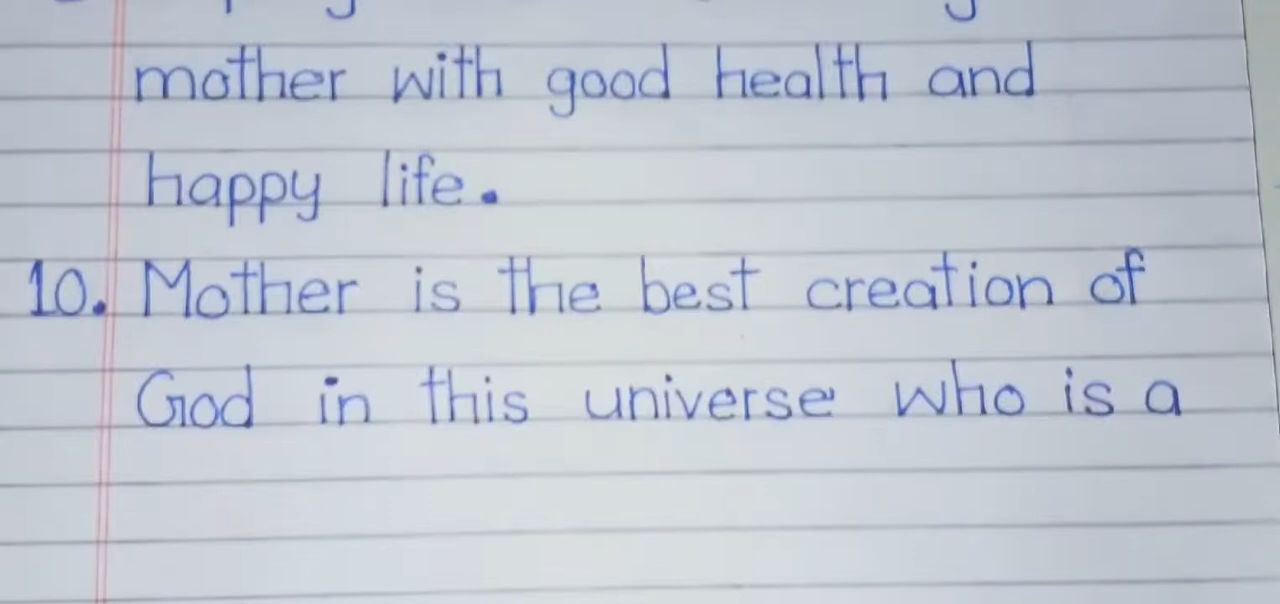 mother with good health and
happy life.
10. Mother is the best creation of
God in this universe who is a